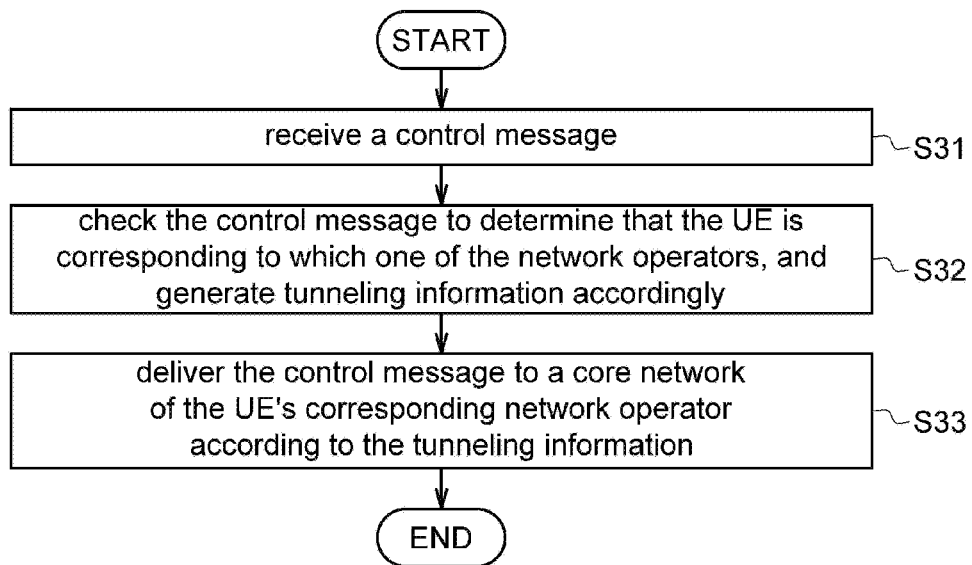 START
receive a control message
S31
check the control message to determine that the UE is
corresponding to which one of the network operators, and
generate tunneling information accordingly
S32
deliver the control message to a core network
of the UE's corresponding network operator
according to the tunneling information
S33
END